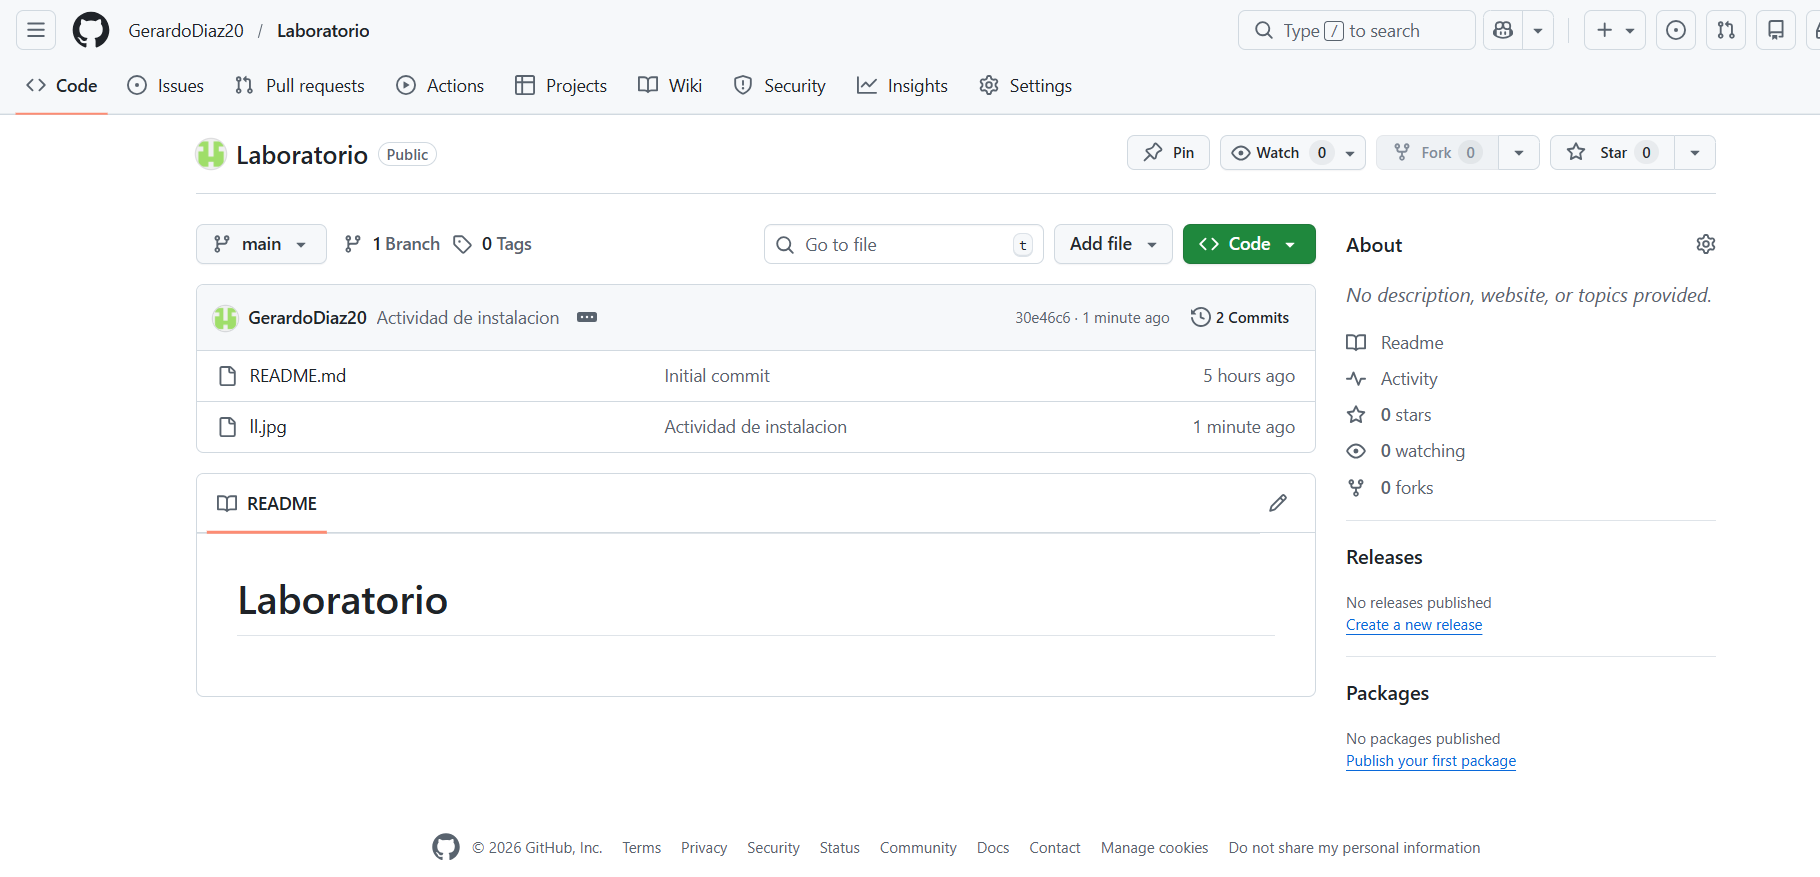 GerardoDiaz20 / Laboratorio
Type / to search
Code Issues Pull requests Actions Projects Wiki Security Insights Settings
Laboratorio Public
Pin Watch 0 Fork 0 Star 0
main 1 Branch 0 Tags
Go to file t Add file Code
GerardoDiaz20 Actividad de instalacion
30e46c6 · 1 minute ago 2 Commits
README.md Initial commit 5 hours ago
ll.jpg Actividad de instalacion 1 minute ago
README
Laboratorio
About
No description, website, or topics provided.
Readme
Activity
0 stars
0 watching
0 forks
Releases
No releases published
Create a new release
Packages
No packages published
Publish your first package
© 2026 GitHub, Inc. Terms Privacy Security Status Community Docs Contact Manage cookies Do not share my personal information